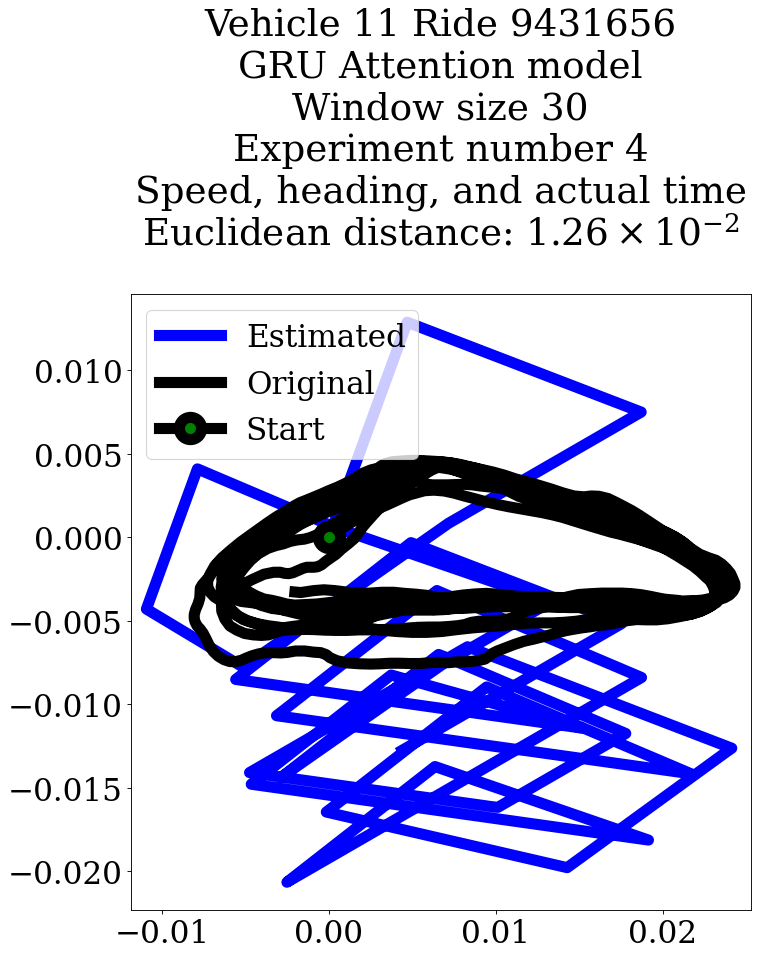 Vehicle 11 Ride 9431656
GRU Attention model
Window size 30
Experiment number 4
Speed, heading, and actual time
Euclidean distance: 1.26 × 10⁻²
Estimated
Original
Start
0.010
0.005
0.000
−0.005
−0.010
−0.015
−0.020
−0.01 0.00 0.01 0.02